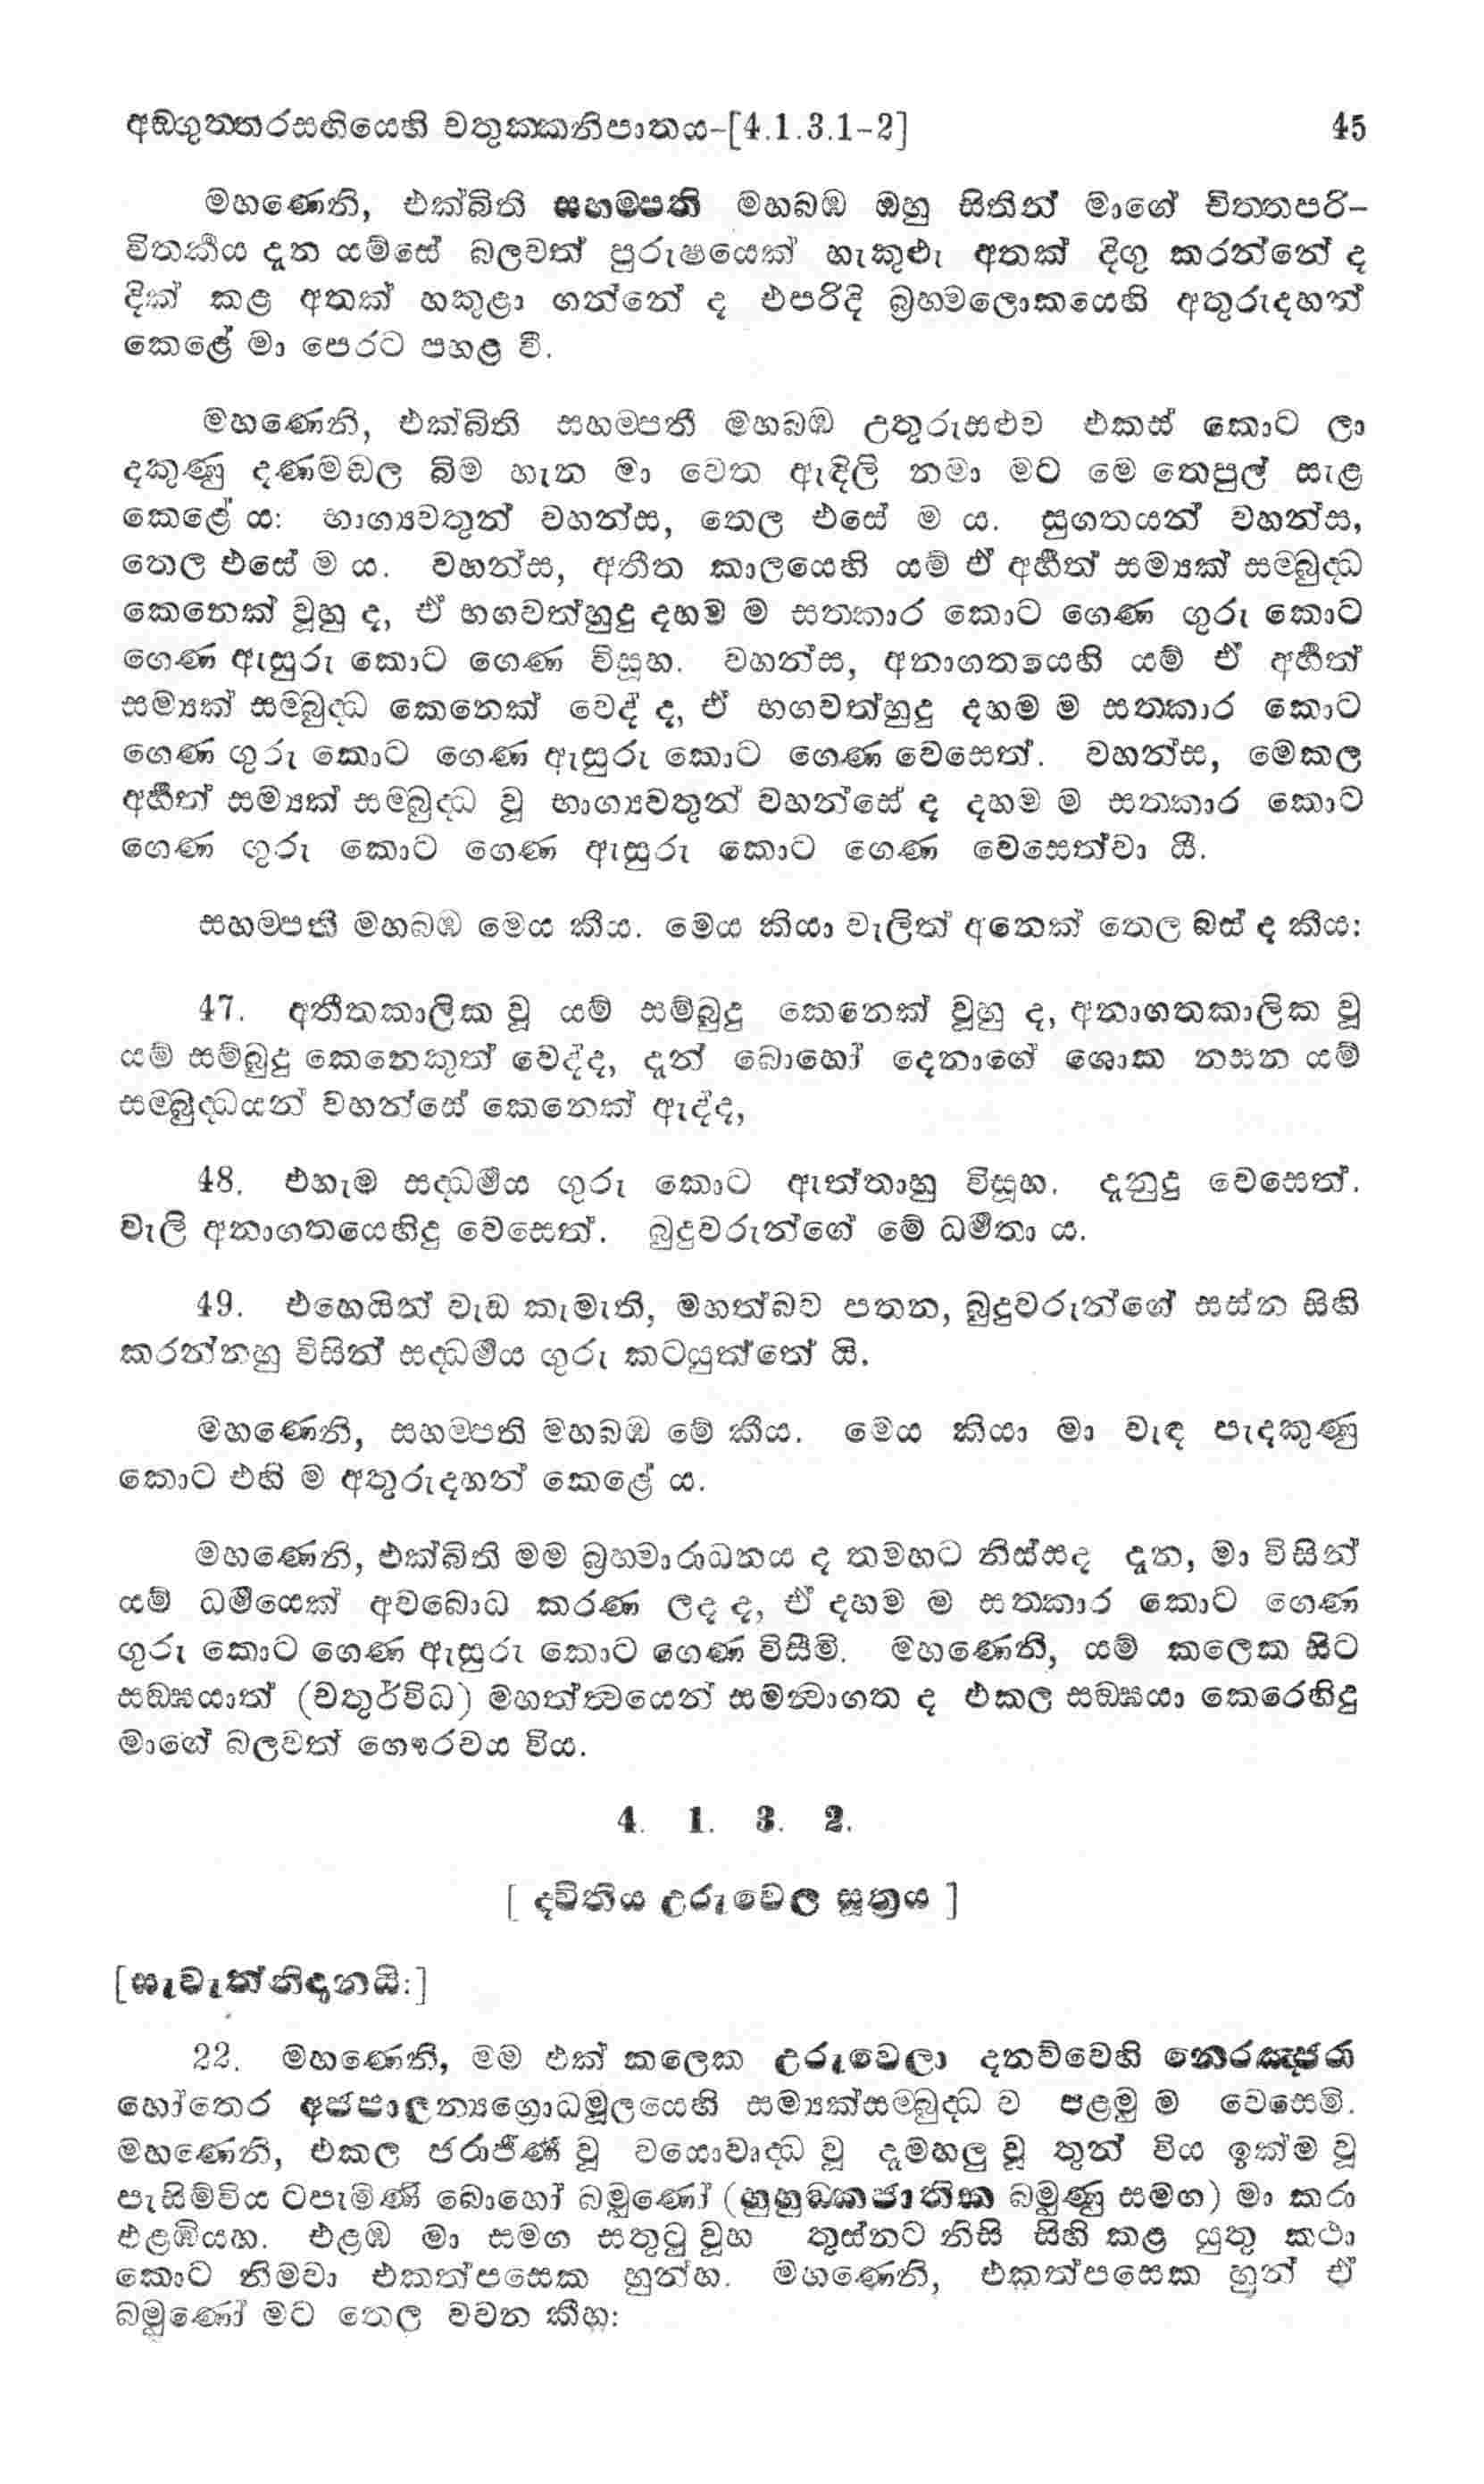 අඞ්ගුත්තරසඟියෙහි චතුක්කනිපාතය-[4.1.3.1-2] 45
මහණෙනි, එක්බිති සහම්පති මහබඹ ඔහු සිතින් මාගේ චිත්තපරි-
විතර්කය දැන යම්සේ බලවත් පුරුෂයෙක් හැකුළු අතක් දිගු කරන්නේ ද
දික් කළ අතක් හකුළා ගන්නේ ද එපරිදි බ්‍රහ්මලොකයෙහි අතුරුදහන්
කෙළේ මා පෙරට පහළ වී.
මහණෙනි, එක්බිති සහම්පතී මහබඹ උතුරුසළුව එකස් කොට ලා
දකුණු දණමඬල බිම හැන මා වෙත ඇඳිලි නමා මට මෙ තෙපුල් සැළ
කෙළේ ය: භාග්‍යවතුන් වහන්ස, තෙල එසේ ම ය. සුගතයන් වහන්ස,
තෙල එසේ ම ය. වහන්ස, අතීත කාලයෙහි යම් ඒ අර්හත් සම්‍යක් සම්බුද්ධ
කෙනෙක් වූහු ද, ඒ භගවත්හුදු දහම් ම සත්කාර කොට ගෙණ ගුරු කොට
ගෙණ ඇසුරු කොට ගෙණ විසූහ. වහන්ස, අනාගතයෙහි යම් ඒ අර්හත්
සම්‍යක් සම්බුද්ධ කෙනෙක් වෙද් ද, ඒ භගවත්හුදු දහම් ම සත්කාර කොට
ගෙණ ගුරු කොට ගෙණ ඇසුරු කොට ගෙණ වෙසෙත්. වහන්ස, මෙකල
අර්හත් සම්‍යක් සම්බුද්ධ වූ භාග්‍යවතුන් වහන්සේ ද දහම් ම සත්කාර කොට
ගෙණ ගුරු කොට ගෙණ ඇසුරු කොට ගෙණ වෙසෙත්වා යී.
සහම්පතී මහබඹ මෙය කීය. මෙය කියා වැලිත් අනෙක් තෙල බස් ද කීය:
47. අතීතකාලික වූ යම් සම්බුදු කෙනෙක් වූහු ද, අනාගතකාලික වූ
යම් සම්බුදු කෙනෙකුත් වෙද්ද, දැන් බොහෝ දෙනාගේ ශොක නසන යම්
සම්බුද්ධයන් වහන්සේ කෙනෙක් ඇද්ද,
48. එහැම සද්ධර්මය ගුරු කොට ඇත්තාහු විසූහ. දැනුදු වෙසෙත්.
වැලි අනාගතයෙහිදු වෙසෙත්. බුදුවරුන්ගේ මේ ධර්මතා ය.
49. එහෙයින් වැඩ කැමැති, මහත්බව පතන, බුදුවරුන්ගේ සස්න සිහි
කරන්නහු විසින් සද්ධර්මය ගුරු කටයුත්තේ යි.
මහණෙනි, සහම්පති මහබඹ මේ කීය. මෙය කියා මා වැඳ පැදකුණු
කොට එහි ම අතුරුදහන් කෙළේ ය.
මහණෙනි, එක්බිති මම බ්‍රහ්මාරාධනය ද තමහට නිස්සද දැන, මා විසින්
යම් ධර්මයෙක් අවබොධ කරණ ලද ද, ඒ දහම් ම සත්කාර කොට ගෙණ
ගුරු කොට ගෙණ ඇසුරු කොට ගෙණ විසීමි. මහණෙනි, යම් කලෙක සිට
සඞ්ඝයාත් (චතුර්විධ) මහත්ත්‍වයෙන් සමන්‍වාගත ද එකල සඞ්ඝයා කෙරෙහිදු
මාගේ බලවත් ගෞරවය විය.
4. 1. 3. 2.
[ ද්විතිය උරුවෙල සූත්‍රය ]
[සැවැත්නිදානයි:]
22. මහණෙනි, මම එක් කලෙක උරුවෙලා දනව්වෙහි නෙරඤ්ජරා
හෝතෙර අජපාලන්‍යග්‍රොධමූලයෙහි සම්‍යක්සම්බුද්ධ ව පළමු ම වෙසෙමි.
මහණෙනි, එකල ජරාජීර්ණ වූ වයොවෘද්ධ වූ දැමහලු වූ තුන් විය ඉක්ම වූ
පැසිම්විය ටපැමිණි බොහෝ බමුණෝ (හුහුඞ්කජාතික බමුණු සමග) මා කරා
එළඹියහ. එළඹ මා සමග සතුටු වූහ තුස්නට නිසි සිහි කළ යුතු කථා
කොට නිමවා එකත්පසෙක හුන්හ. මහණෙනි, එකත්පසෙක හුන් ඒ
බමුණෝ මට තෙල වචන කීහු: